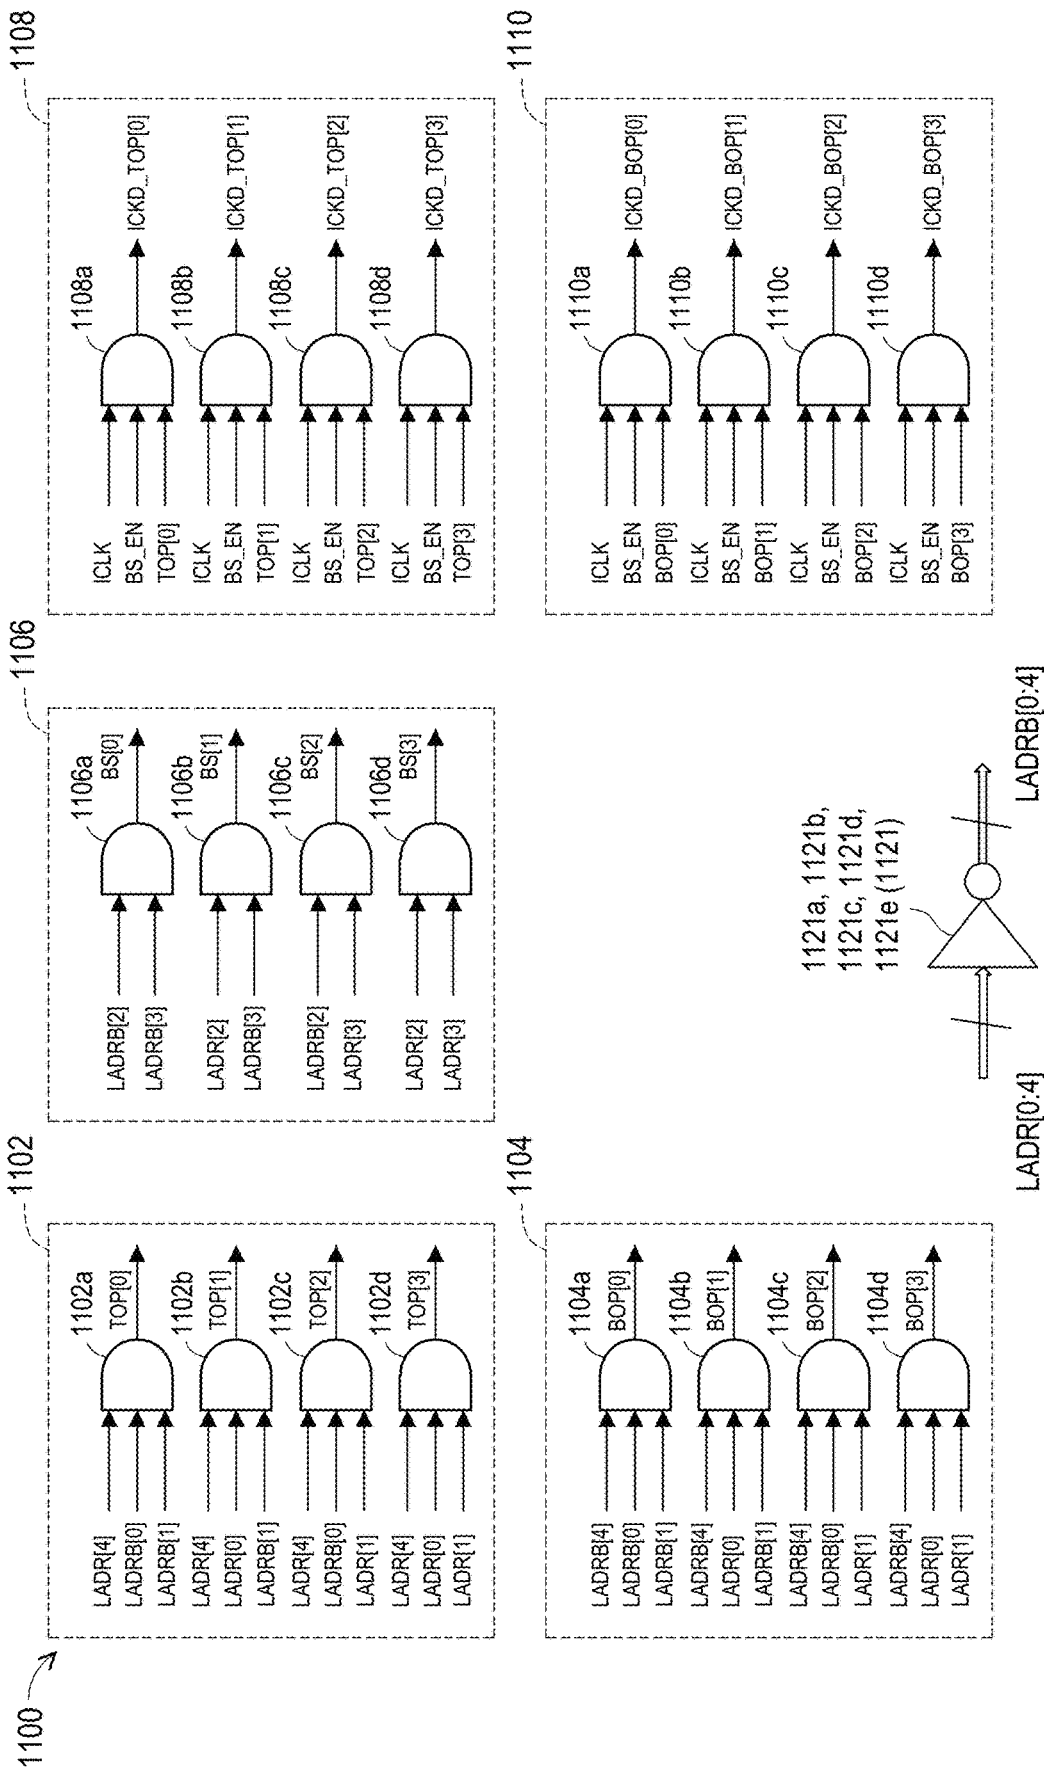 1100
1102
LADR[4]
LADRB[0]
LADRB[1]
1102a
TOP[0]
LADR[4]
LADR[0]
LADRB[1]
1102b
TOP[1]
LADR[4]
LADRB[0]
LADR[1]
1102c
TOP[2]
LADR[4]
LADR[0]
LADR[1]
1102d
TOP[3]
1106
LADRB[2]
LADRB[3]
1106a
BS[0]
LADR[2]
LADRB[3]
1106b
BS[1]
LADRB[2]
LADR[3]
1106c
BS[2]
LADR[2]
LADR[3]
1106d
BS[3]
1108
ICLK
BS_EN
TOP[0]
1108a
ICKD_TOP[0]
ICLK
BS_EN
TOP[1]
1108b
ICKD_TOP[1]
ICLK
BS_EN
TOP[2]
1108c
ICKD_TOP[2]
ICLK
BS_EN
TOP[3]
1108d
ICKD_TOP[3]
1104
LADRB[4]
LADRB[0]
LADRB[1]
1104a
BOP[0]
LADRB[4]
LADR[0]
LADRB[1]
1104b
BOP[1]
LADRB[4]
LADRB[0]
LADR[1]
1104c
BOP[2]
LADRB[4]
LADR[0]
LADR[1]
1104d
BOP[3]
1121a, 1121b,
1121c, 1121d,
1121e (1121)
LADR[0:4]
LADRB[0:4]
1110
ICLK
BS_EN
BOP[0]
1110a
ICKD_BOP[0]
ICLK
BS_EN
BOP[1]
1110b
ICKD_BOP[1]
ICLK
BS_EN
BOP[2]
1110c
ICKD_BOP[2]
ICLK
BS_EN
BOP[3]
1110d
ICKD_BOP[3]